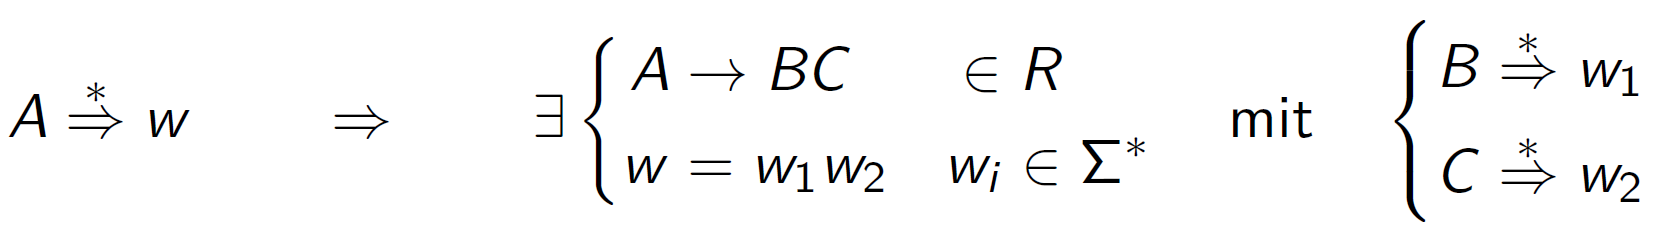 A ⇒* w ⇒ ∃ { A → BC ∈ R mit { B ⇒* w₁
w = w₁w₂ wᵢ ∈ Σ* C ⇒* w₂